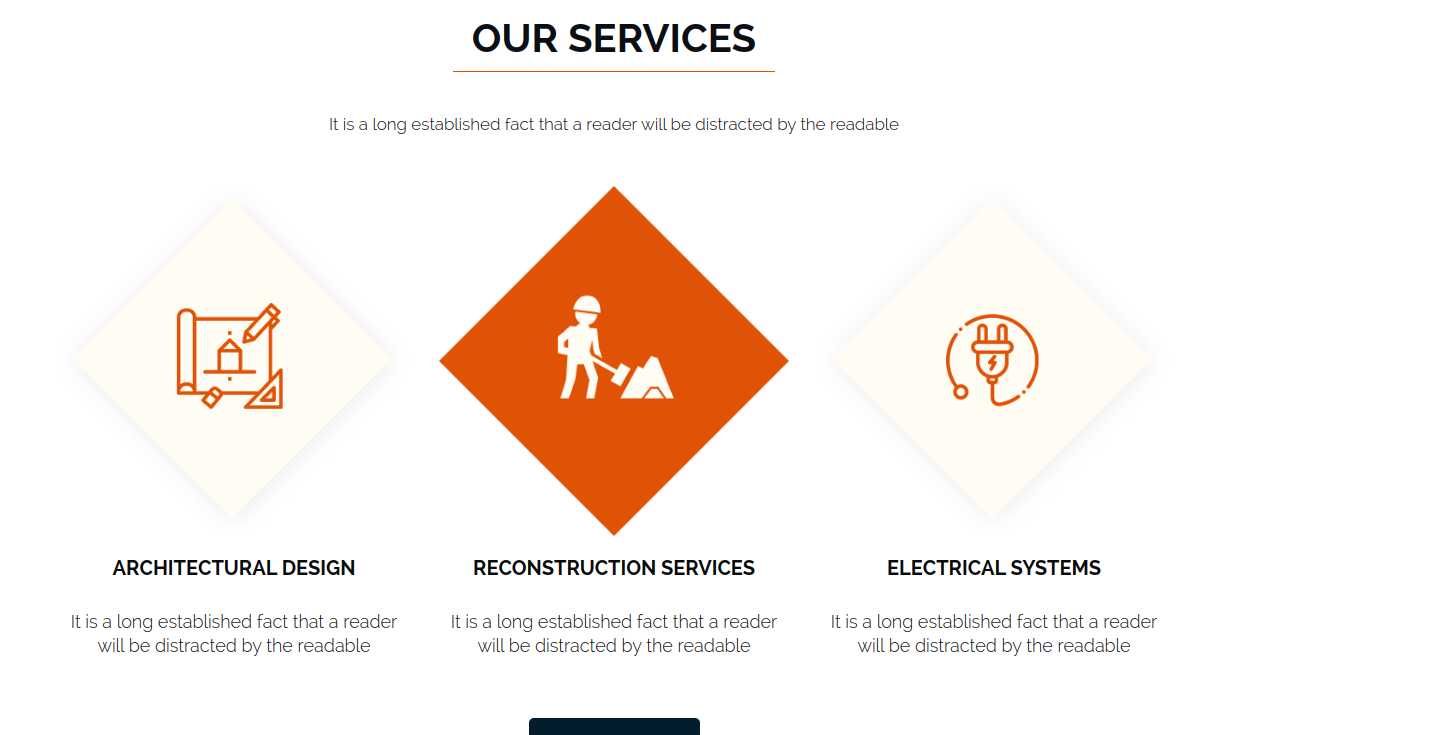 OUR SERVICES
It is a long established fact that a reader will be distracted by the readable
ARCHITECTURAL DESIGN
It is a long established fact that a reader
will be distracted by the readable
RECONSTRUCTION SERVICES
It is a long established fact that a reader
will be distracted by the readable
ELECTRICAL SYSTEMS
It is a long established fact that a reader
will be distracted by the readable